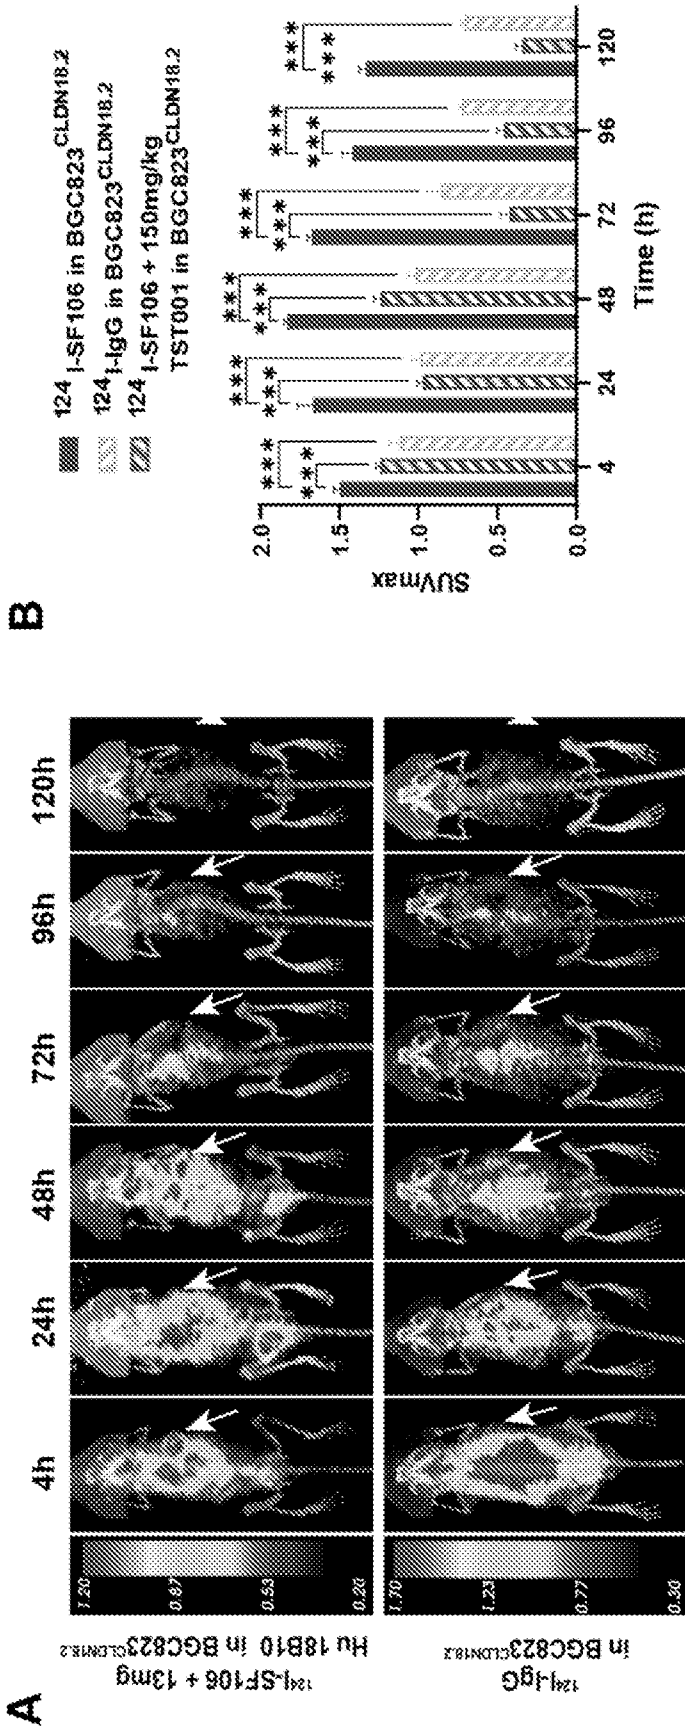 A
4h 24h 48h 72h 96h 120h
124I-SF106 + 13mg
Hu 18B10 in BGC823CLDN18.2
1.20
0.87
0.53
0.20
124I-IgG
in BGC823CLDN18.2
1.70
1.23
0.77
0.30
B
124I-SF106 in BGC823CLDN18.2
124I-IgG in BGC823CLDN18.2
124I-SF106 + 150mg/kg
TST001 in BGC823CLDN18.2
SUVmax
2.0
1.5
1.0
0.5
0.0
*** *** *** *** *** ***
*** *** *** *** *** ***
4 24 48 72 96 120
Time (h)